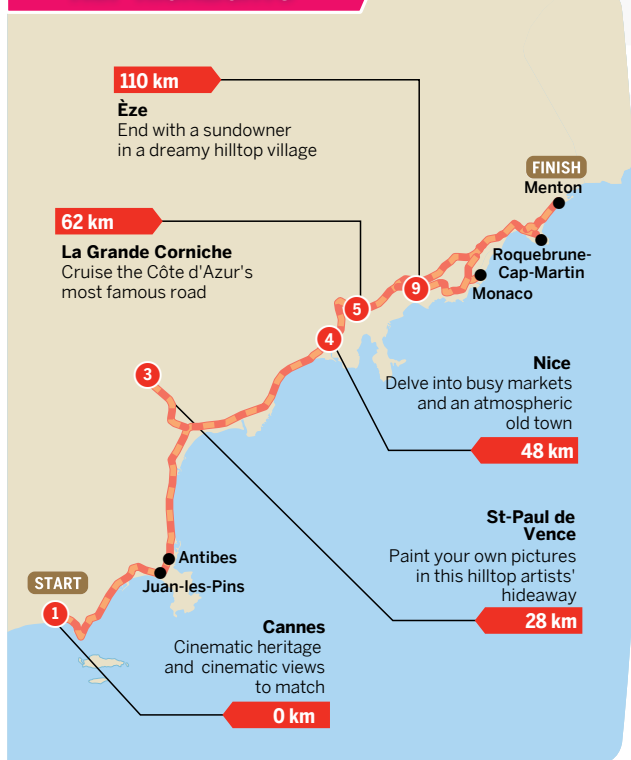 110 km
Èze
End with a sundowner
in a dreamy hilltop village
FINISH
Menton
62 km
La Grande Corniche
Cruise the Côte d'Azur's
most famous road
Roquebrune-
Cap-Martin
Monaco
9
5
4
3
Nice
Delve into busy markets
and an atmospheric
old town
48 km
St-Paul de
Vence
Paint your own pictures
in this hilltop artists'
hideaway
28 km
Antibes
Juan-les-Pins
START
1
Cannes
Cinematic heritage
and cinematic views
to match
0 km